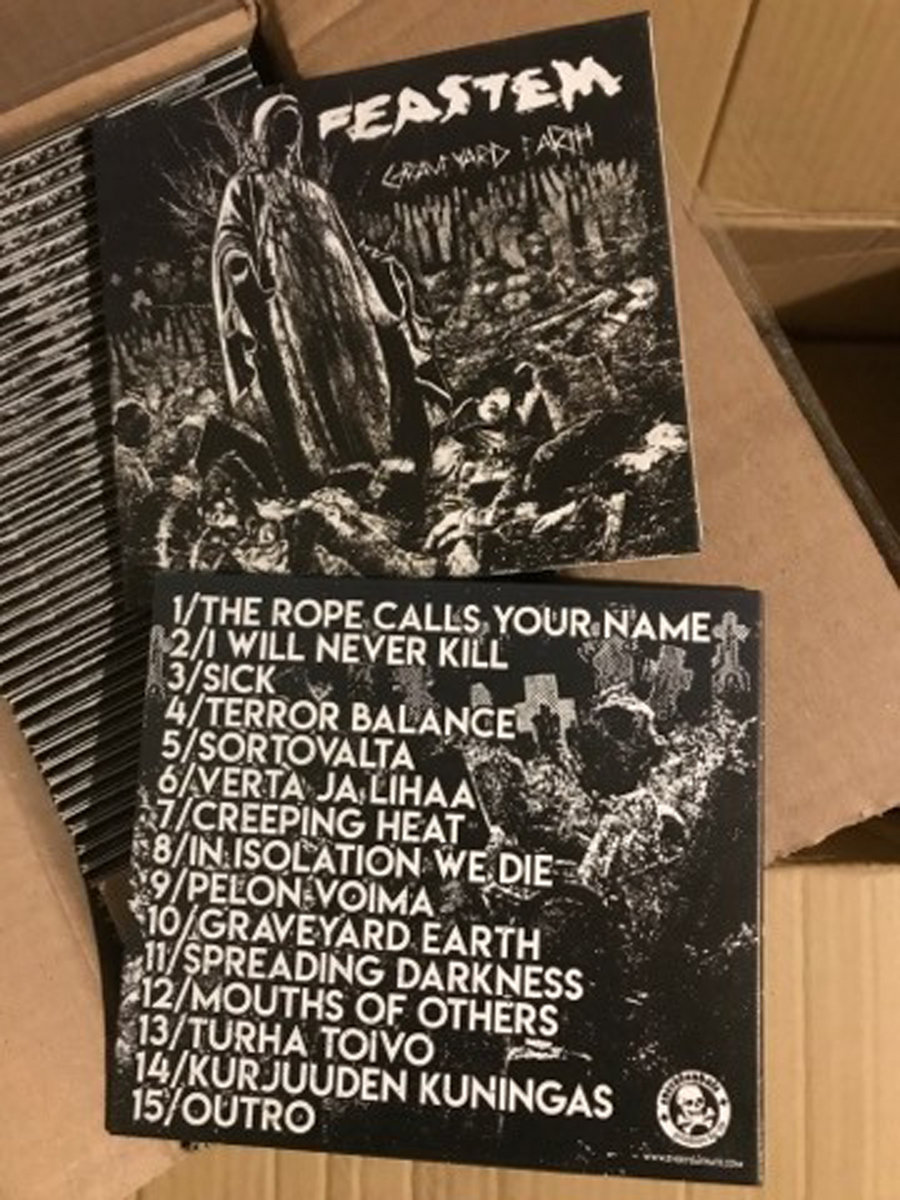 FEASTEM
GRAVEYARD EARTH
1/THE ROPE CALLS YOUR NAME
2/I WILL NEVER KILL
3/SICK
4/TERROR BALANCE
5/SORTOVALTA
6/VERTA JA LIHAA
7/CREEPING HEAT
8/IN ISOLATION WE DIE
9/PELON VOIMA
10/GRAVEYARD EARTH
11/SPREADING DARKNESS
12/MOUTHS OF OTHERS
13/TURHA TOIVO
14/KURJUUDEN KUNINGAS
15/OUTRO